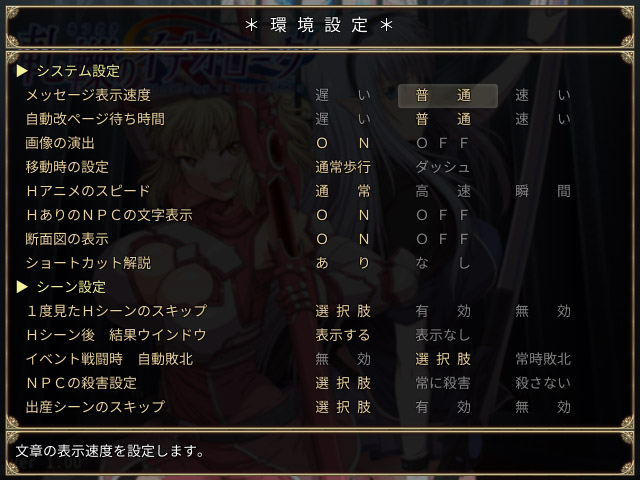 ＊ 環 境 設 定 ＊
▶ システム設定
メッセージ表示速度 遅い 普通 速い
自動改ページ待ち時間 遅い 普通 速い
画像の演出 ＯＮ ＯＦＦ
移動時の設定 通常歩行 ダッシュ
Ｈアニメのスピード 通常 高速 瞬間
ＨありのＮＰＣの文字表示 ＯＮ ＯＦＦ
断面図の表示 ＯＮ ＯＦＦ
ショートカット解説 あり なし
▶ シーン設定
１度見たＨシーンのスキップ 選択肢 有効 無効
Ｈシーン後　結果ウインドウ 表示する 表示なし
イベント戦闘時　自動敗北 無効 選択肢 常時敗北
ＮＰＣの殺害設定 選択肢 常に殺害 殺さない
出産シーンのスキップ 選択肢 有効 無効
文章の表示速度を設定します。